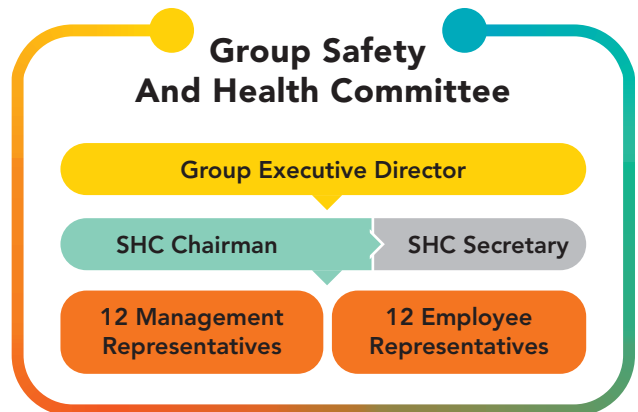 Group Safety
And Health Committee
Group Executive Director
SHC Chairman
SHC Secretary
12 Management
Representatives
12 Employee
Representatives